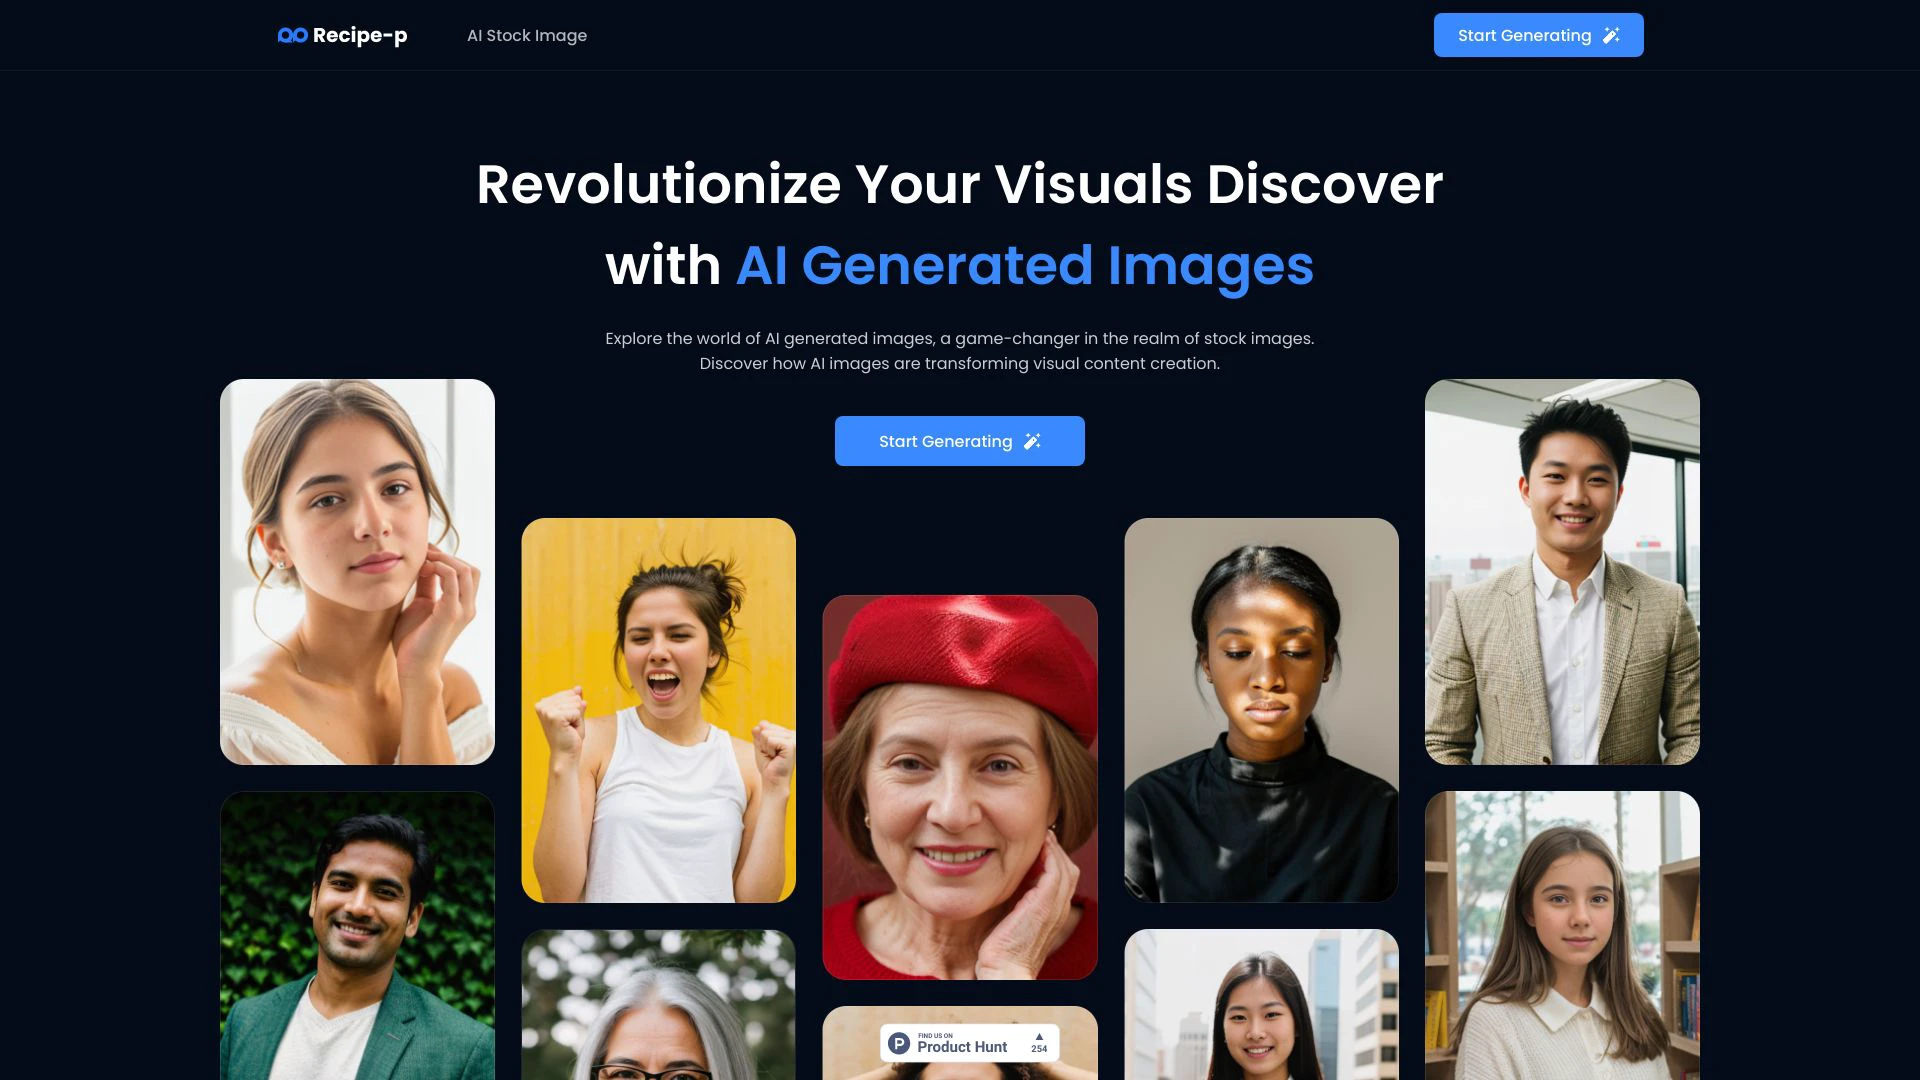 Recipe-p
AI Stock Image
Start Generating
Revolutionize Your Visuals Discover
with AI Generated Images
Explore the world of AI generated images, a game-changer in the realm of stock images.
Discover how AI images are transforming visual content creation.
Start Generating
FIND US ON
Product Hunt
254